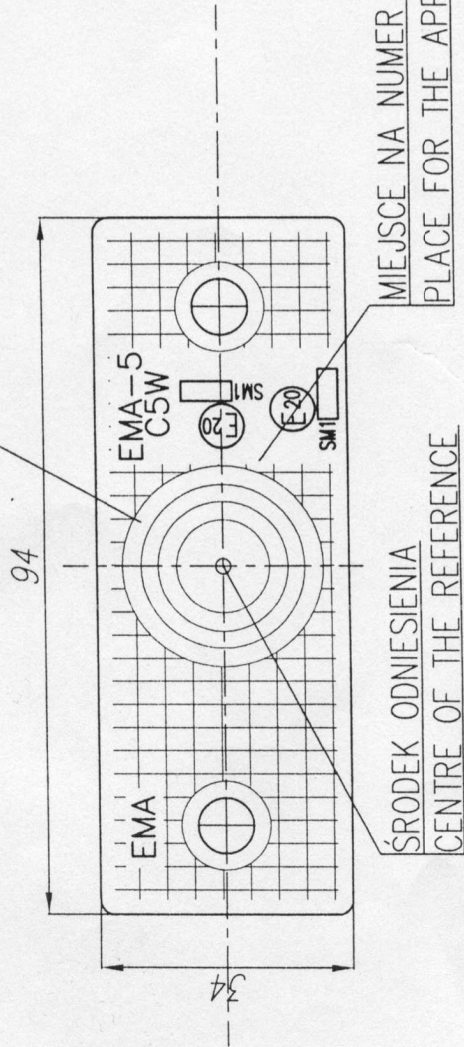 94
34
EMA
EMA-5
C5W
SM1
E20
E20
SM1
MIEJSCE NA NUMER
PLACE FOR THE
ŚRODEK ODNIESIENIA
CENTRE OF THE REFERENCE